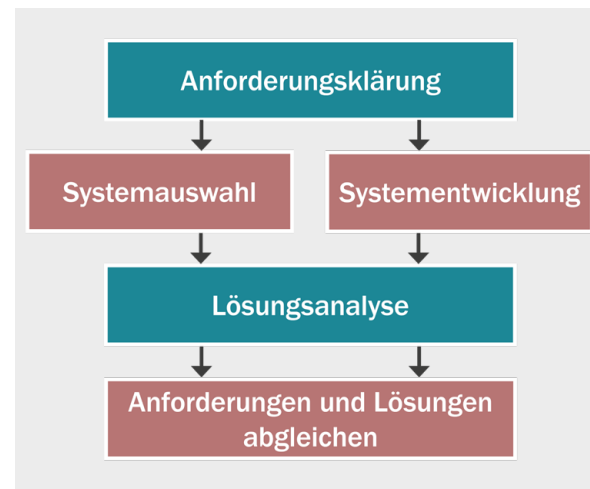 Anforderungsklärung
Systemauswahl
Systementwicklung
Lösungsanalyse
Anforderungen und Lösungen
abgleichen